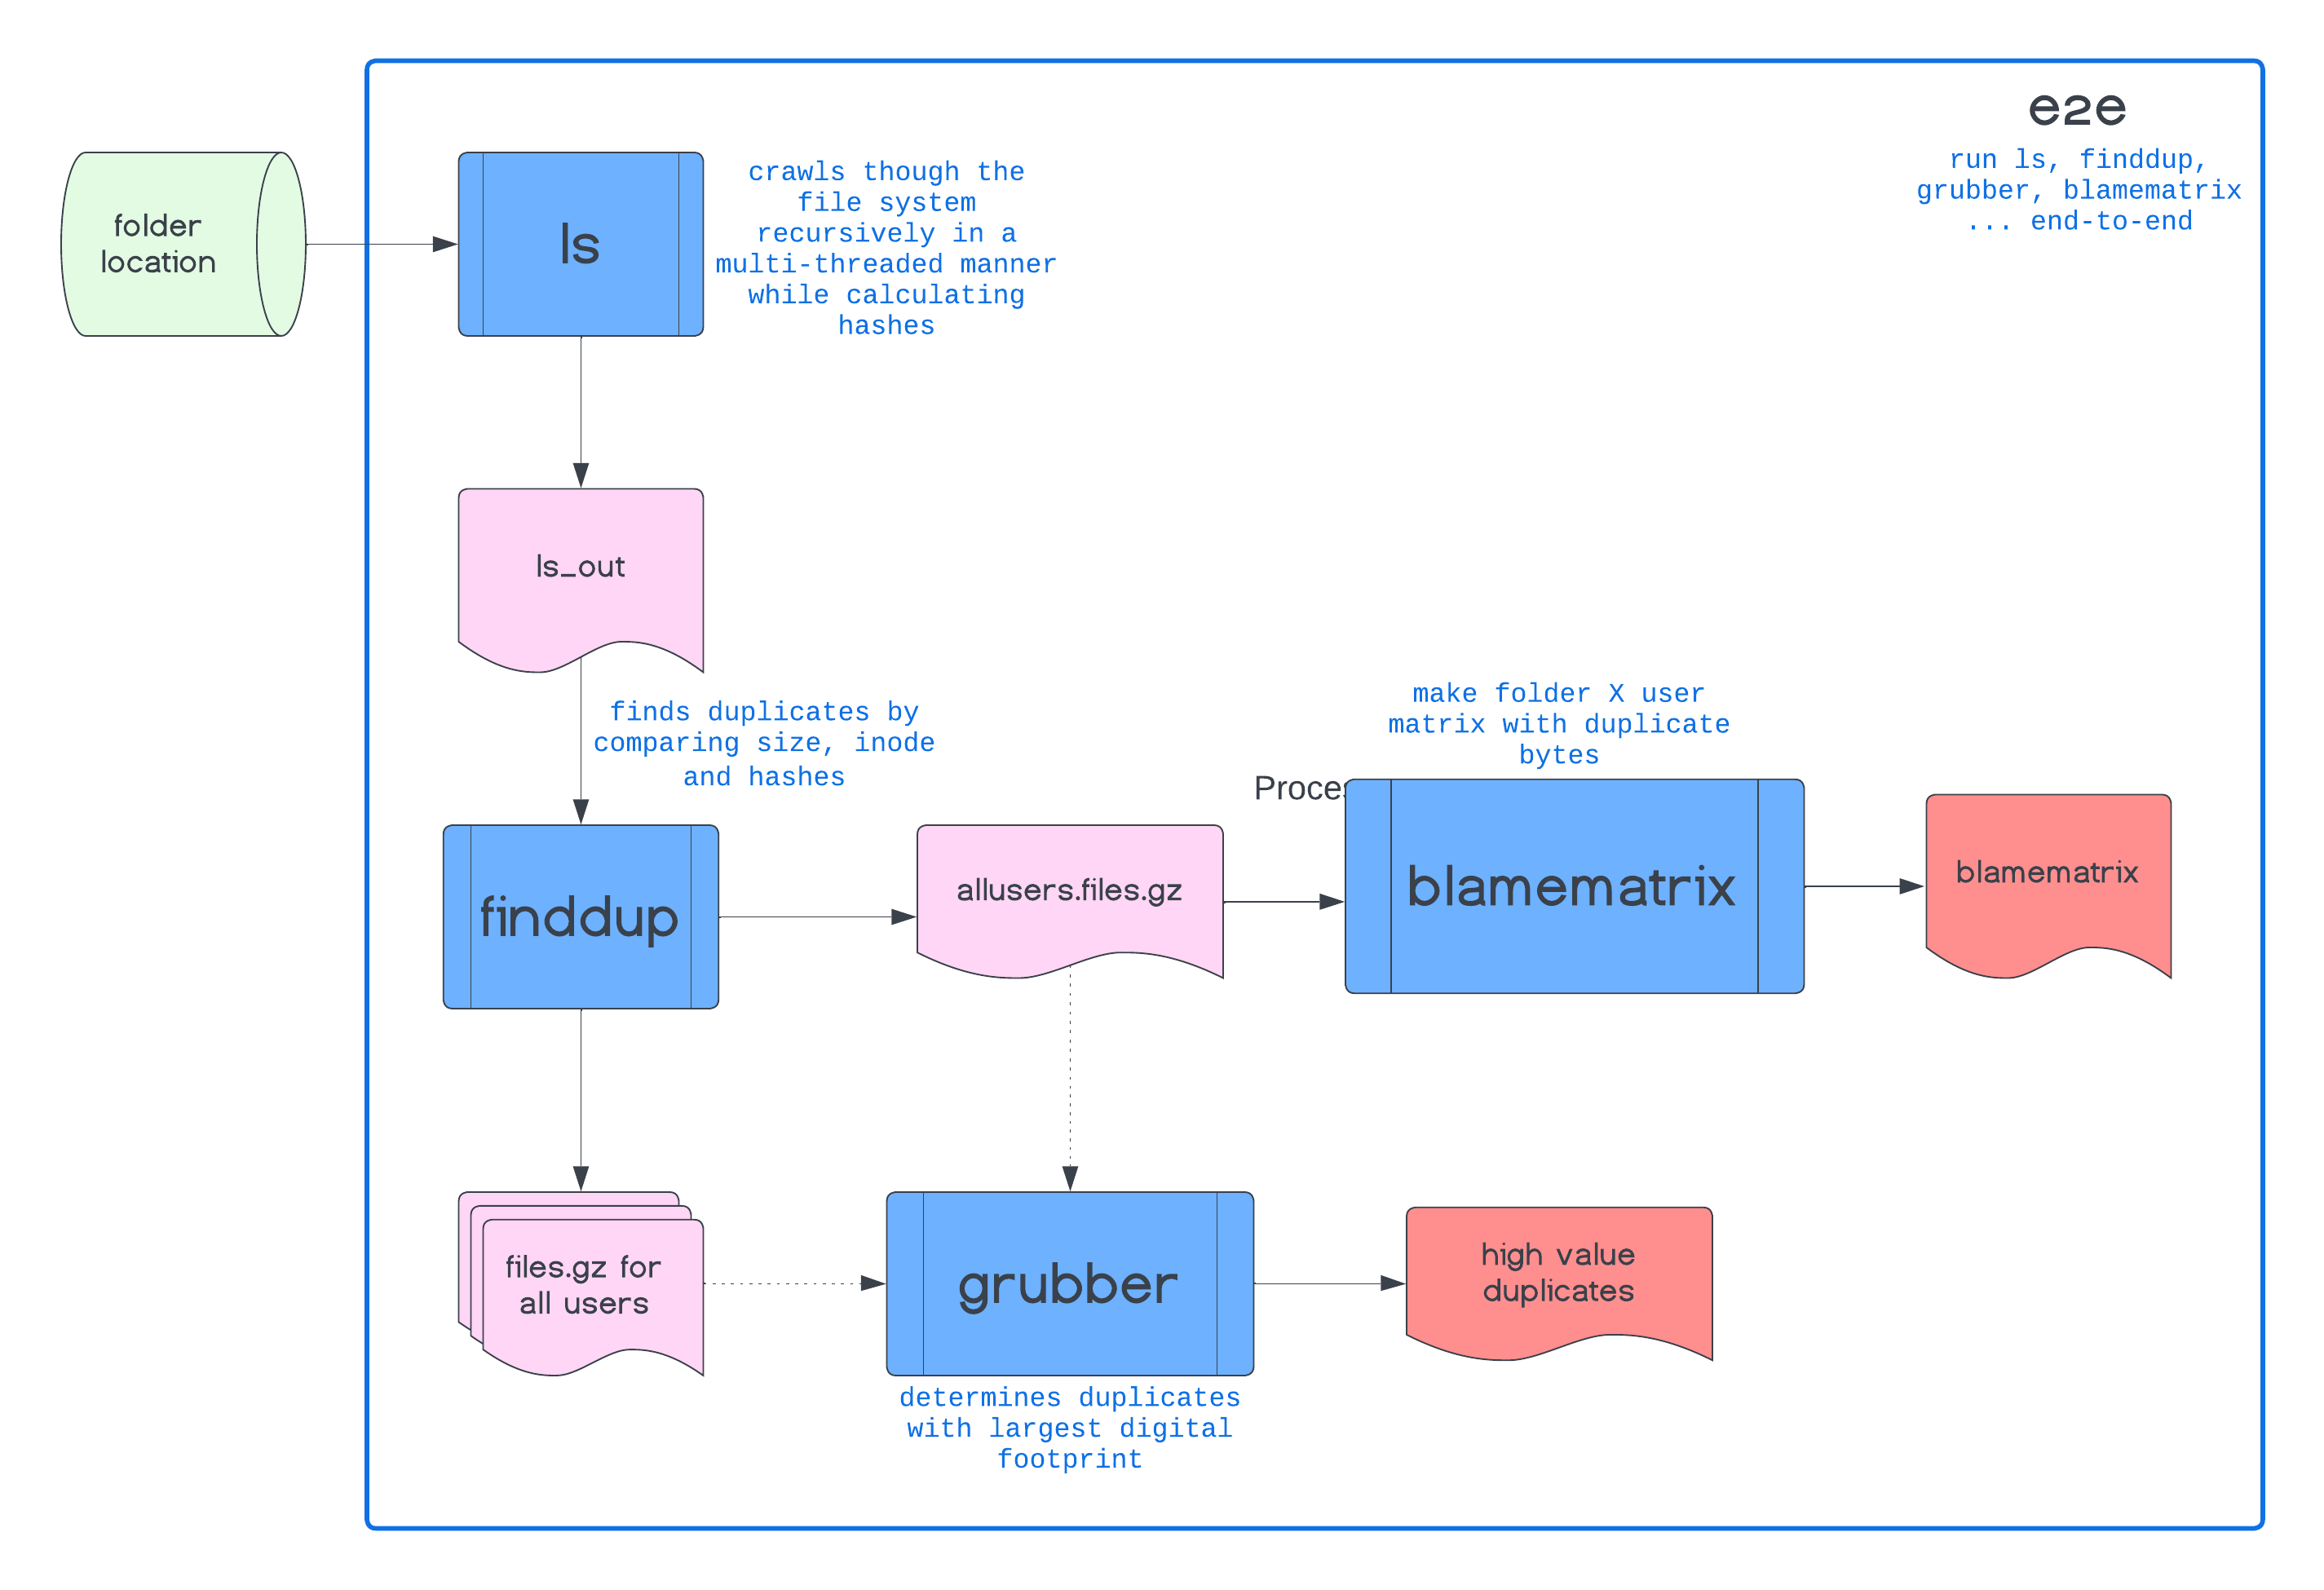 e2e
run ls, finddup,
grubber, blamematrix
... end-to-end
folder
location
ls
crawls though the
file system
recursively in a
multi-threaded manner
while calculating
hashes
ls_out
finds duplicates by
comparing size, inode
and hashes
make folder X user
matrix with duplicate
bytes
finddup
allusers.files.gz
blamematrix
blamematrix
files.gz for
all users
grubber
high value
duplicates
determines duplicates
with largest digital
footprint